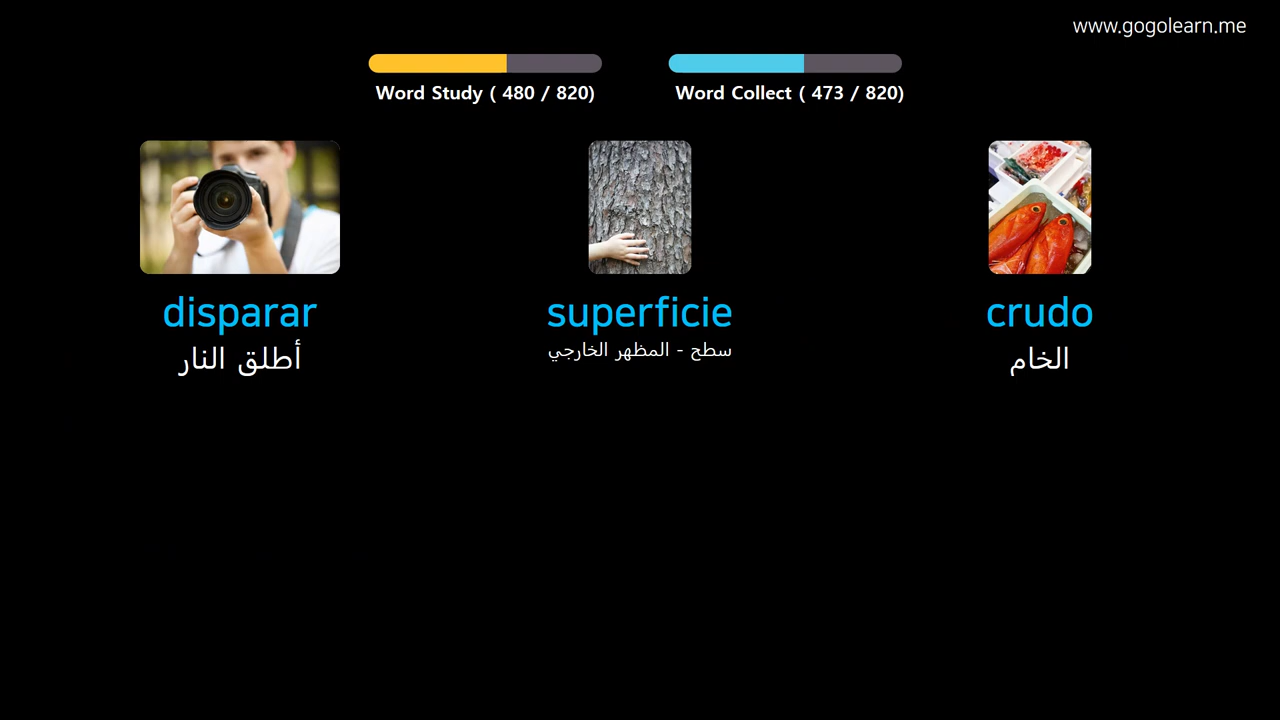 www.gogolearn.me
Word Study ( 480 / 820)
Word Collect ( 473 / 820)
disparar
أطلق النار
superficie
سطح - المظهر الخارجي
crudo
الخام